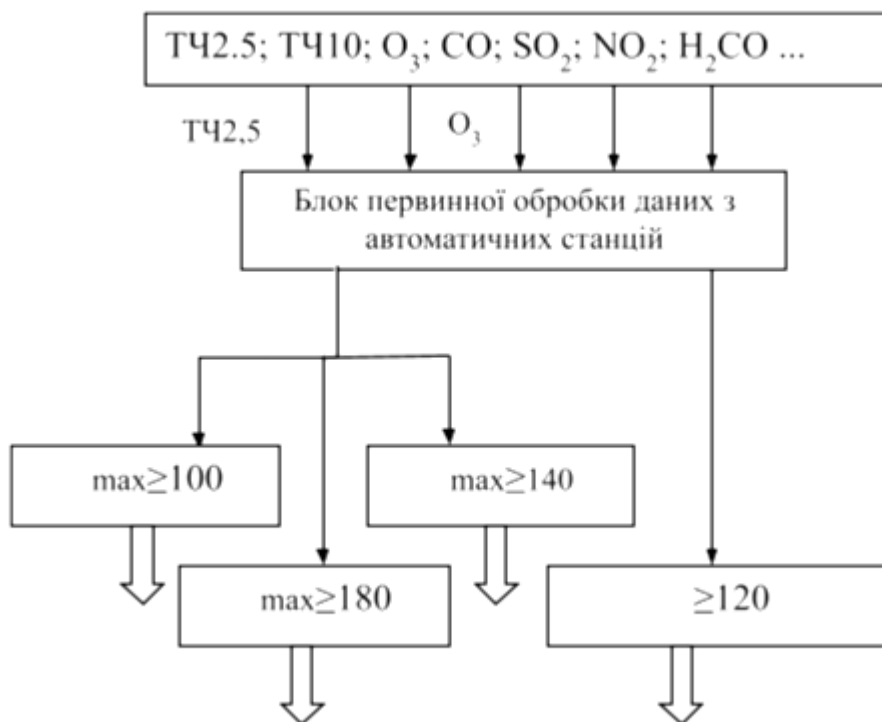 ТЧ2.5; ТЧ10; O₃; CO; SO₂; NO₂; H₂CO ...
ТЧ2,5
O₃
Блок первинної обробки даних з
автоматичних станцій
max≥100
max≥140
max≥180
≥120